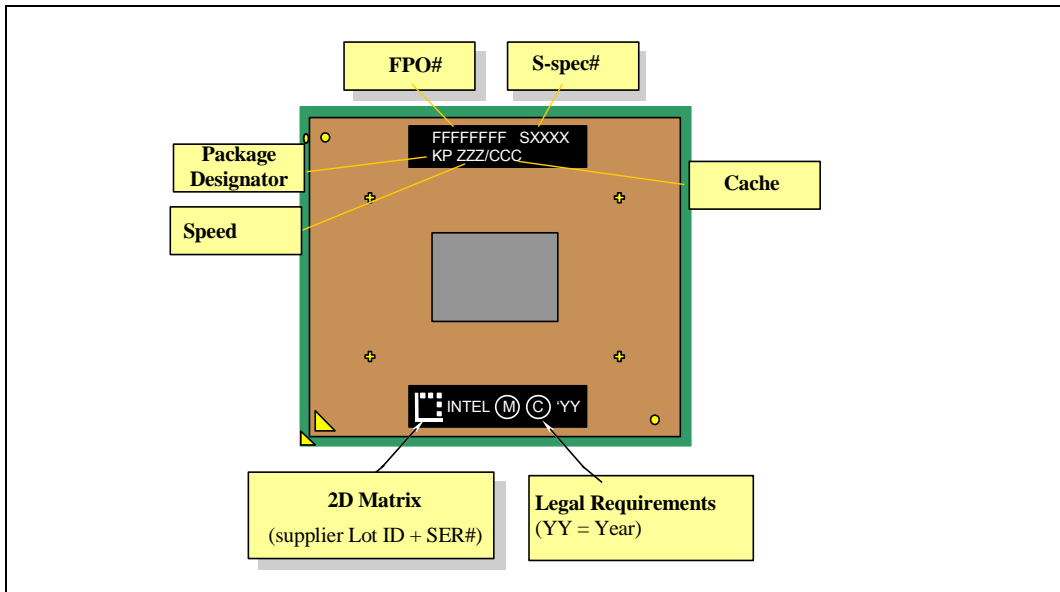 FPO#
S-spec#
FFFFFFFF SXXXX
KP ZZZ/CCC
Package
Designator
Cache
Speed
INTEL M C 'YY
2D Matrix
(supplier Lot ID + SER#)
Legal Requirements
(YY = Year)